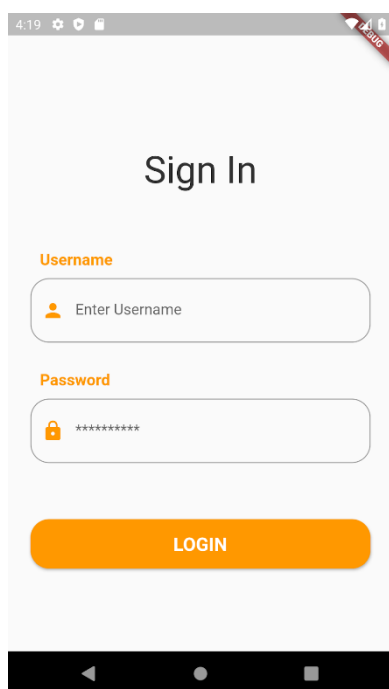 4:19
DEBUG
Sign In
Username
Enter Username
Password
**********
LOGIN